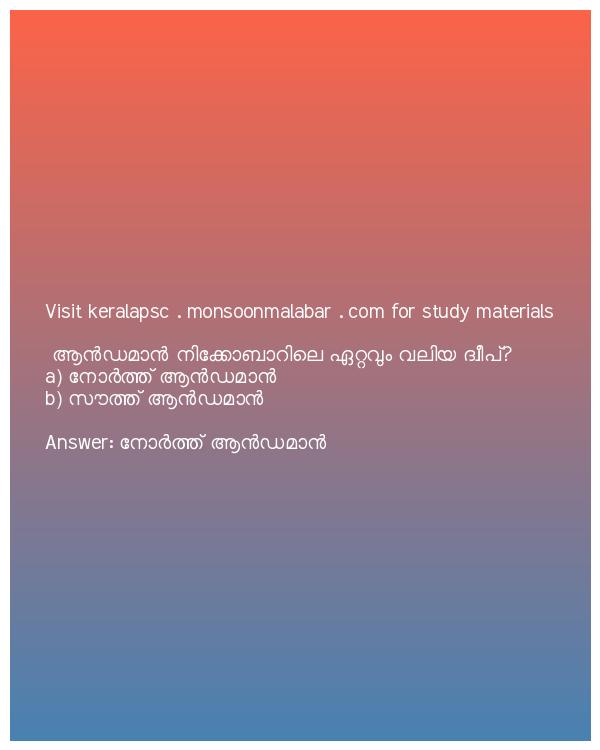 Visit keralapsc . monsoonmalabar . com for study materials
ആൻഡമാൻ നിക്കോബാറിലെ ഏറ്റവും വലിയ ദ്വീപ്?
a) നോർത്ത് ആൻഡമാൻ
b) സൗത്ത് ആൻഡമാൻ
Answer: നോർത്ത് ആൻഡമാൻ